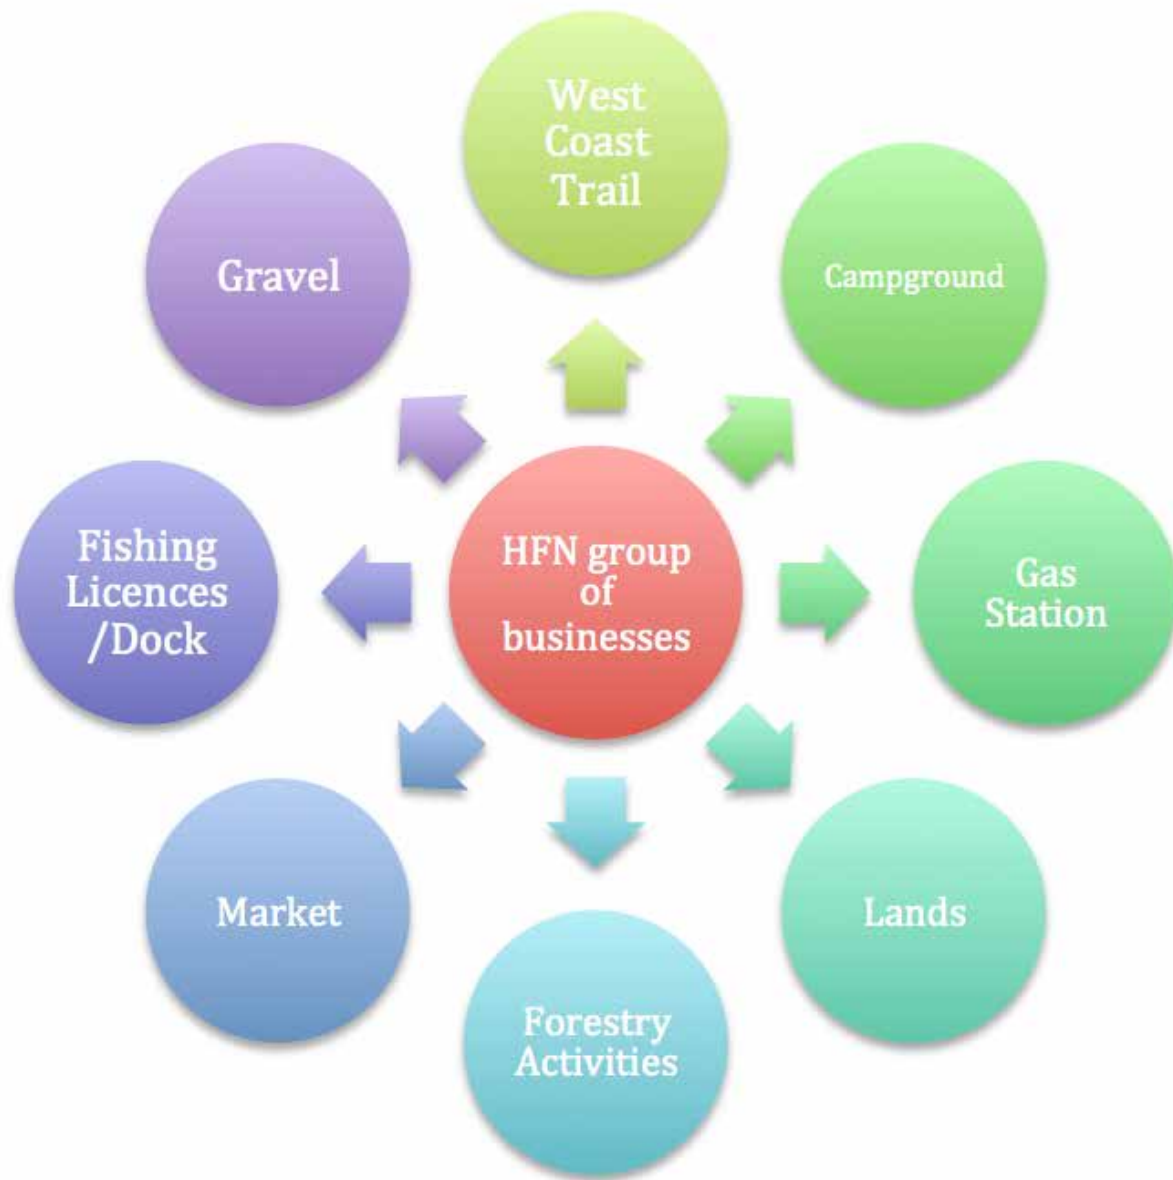 West
Coast
Trail
Campground
Gas
Station
Lands
Forestry
Activities
Market
Fishing
Licences
/Dock
Gravel
HFN group
of
businesses